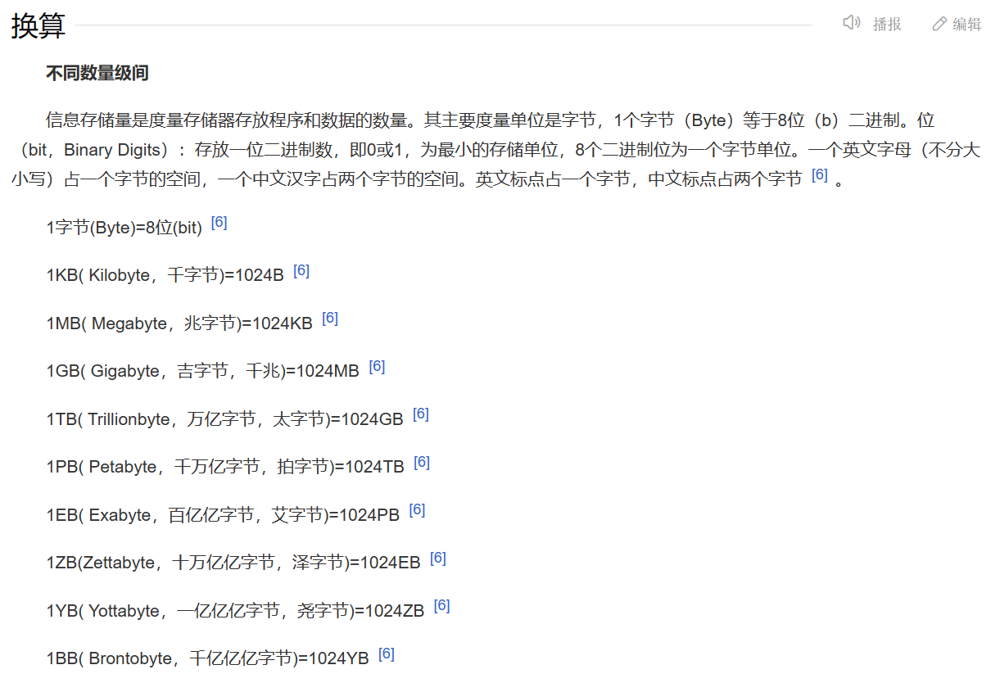 换算
播报
编辑
不同数量级间
信息存储量是度量存储器存放程序和数据的数量。其主要度量单位是字节，1个字节（Byte）等于8位（b）二进制。位
（bit，Binary Digits）：存放一位二进制数，即0或1，为最小的存储单位，8个二进制位为一个字节单位。一个英文字母（不分大
小写）占一个字节的空间，一个中文汉字占两个字节的空间。英文标点占一个字节，中文标点占两个字节 [6] 。
1字节(Byte)=8位(bit) [6]
1KB( Kilobyte，千字节)=1024B [6]
1MB( Megabyte，兆字节)=1024KB [6]
1GB( Gigabyte，吉字节，千兆)=1024MB [6]
1TB( Trillionbyte，万亿字节，太字节)=1024GB [6]
1PB( Petabyte，千万亿字节，拍字节)=1024TB [6]
1EB( Exabyte，百亿亿字节，艾字节)=1024PB [6]
1ZB(Zettabyte，十万亿亿字节，泽字节)=1024EB [6]
1YB( Yottabyte，一亿亿亿字节，尧字节)=1024ZB [6]
1BB( Brontobyte，千亿亿亿字节)=1024YB [6]